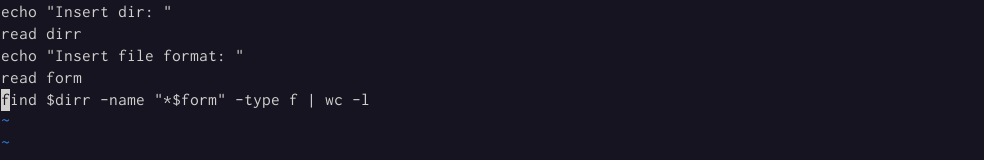 echo "Insert dir: "
read dirr
echo "Insert file format: "
read form
find $dirr -name "*$form" -type f | wc -l
~
~